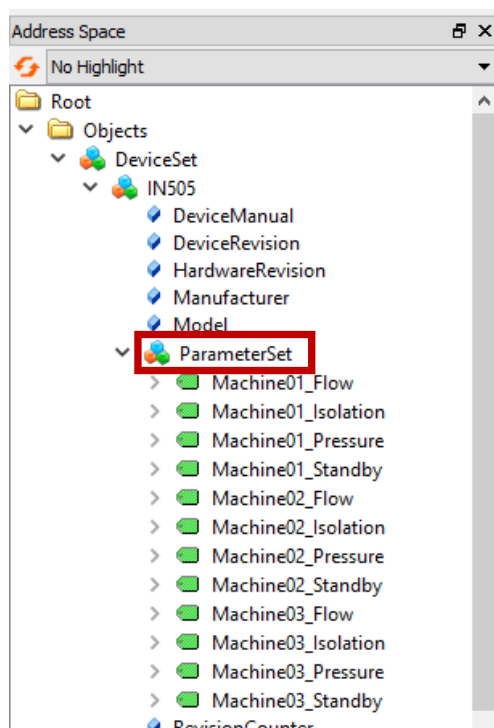 Address Space
No Highlight
Root
Objects
DeviceSet
IN505
DeviceManual
DeviceRevision
HardwareRevision
Manufacturer
Model
ParameterSet
Machine01_Flow
Machine01_Isolation
Machine01_Pressure
Machine01_Standby
Machine02_Flow
Machine02_Isolation
Machine02_Pressure
Machine02_Standby
Machine03_Flow
Machine03_Isolation
Machine03_Pressure
Machine03_Standby
RevisionCounter